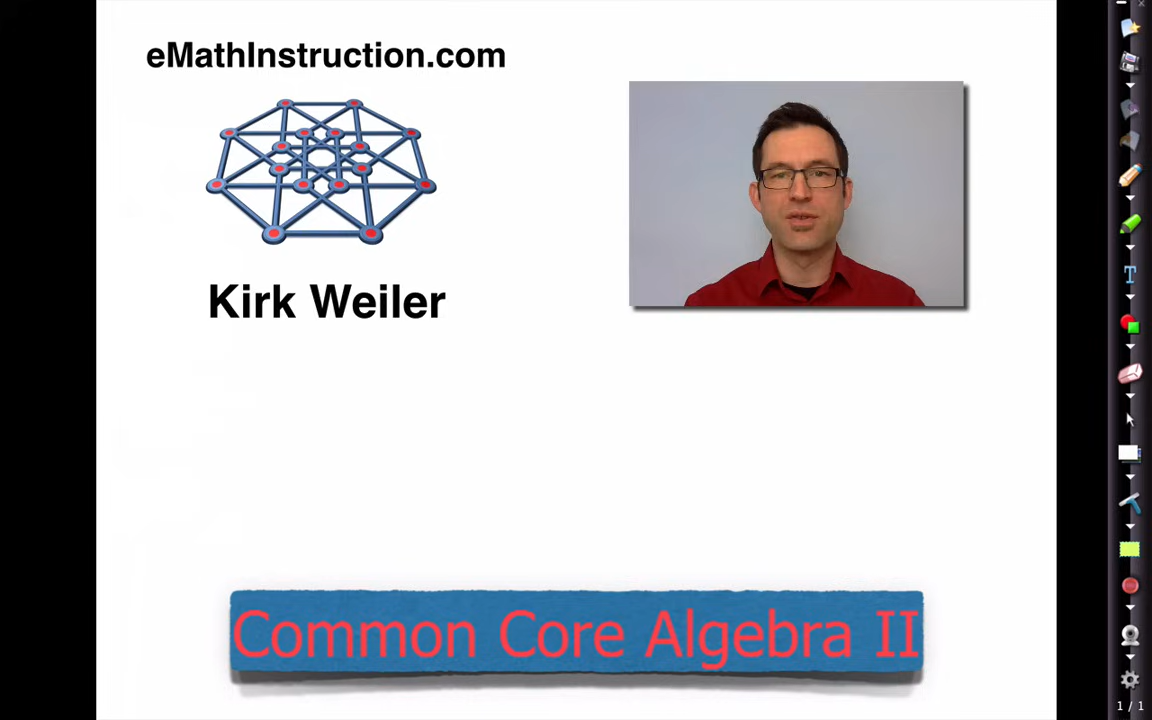 eMathInstruction.com
Kirk Weiler
Common Core Algebra II
T
1 / 1